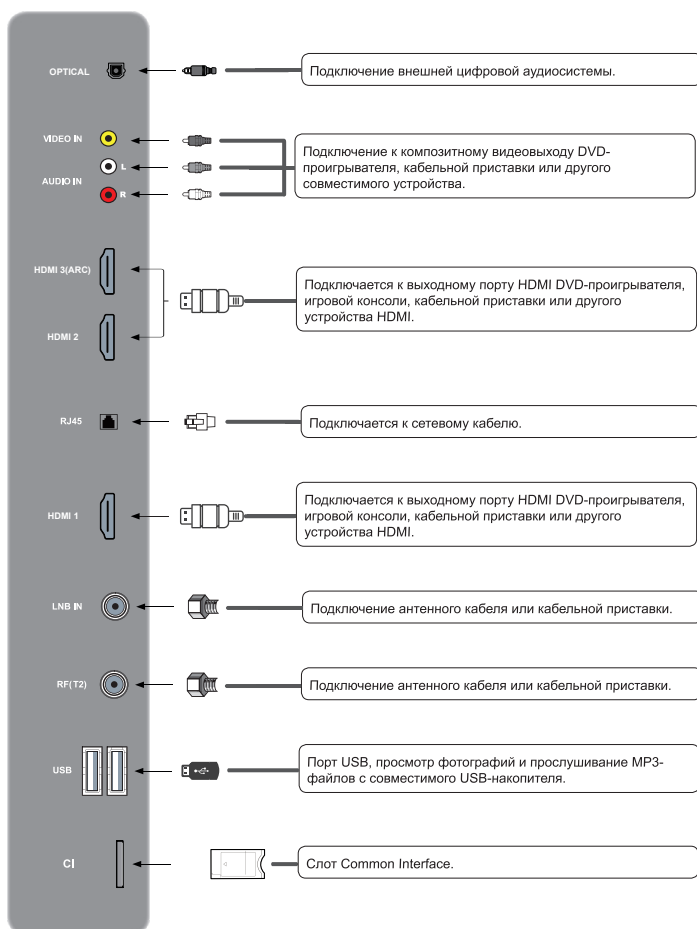 OPTICAL
Подключение внешней цифровой аудиосистемы.
VIDEO IN
L
AUDIO IN
R
Подключение к композитному видеовыходу DVD-
проигрывателя, кабельной приставки или другого
совместимого устройства.
HDMI 3(ARC)
HDMI 2
Подключается к выходному порту HDMI DVD-проигрывателя,
игровой консоли, кабельной приставки или другого
устройства HDMI.
RJ45
Подключается к сетевому кабелю.
HDMI 1
Подключается к выходному порту HDMI DVD-проигрывателя,
игровой консоли, кабельной приставки или другого
устройства HDMI.
LNB IN
Подключение антенного кабеля или кабельной приставки.
RF(T2)
Подключение антенного кабеля или кабельной приставки.
USB
Порт USB, просмотр фотографий и прослушивание MP3-
файлов с совместимого USB-накопителя.
CI
Слот Common Interface.